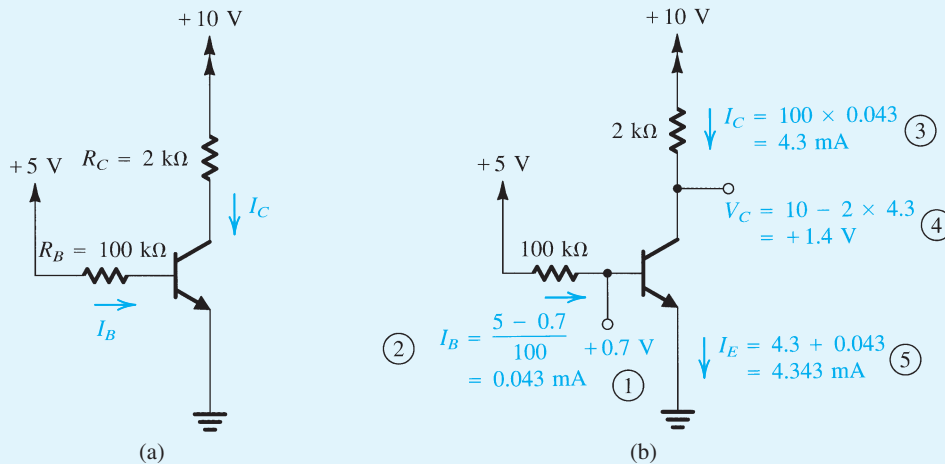 +10 V
R_C = 2 kΩ
+5 V
I_C
R_B = 100 kΩ
I_B
(a)
+10 V
2 kΩ
I_C = 100 × 0.043
= 4.3 mA
3
+5 V
V_C = 10 − 2 × 4.3
= +1.4 V
4
100 kΩ
2
I_B = (5 − 0.7)/100
= 0.043 mA
+0.7 V
1
I_E = 4.3 + 0.043
= 4.343 mA
5
(b)